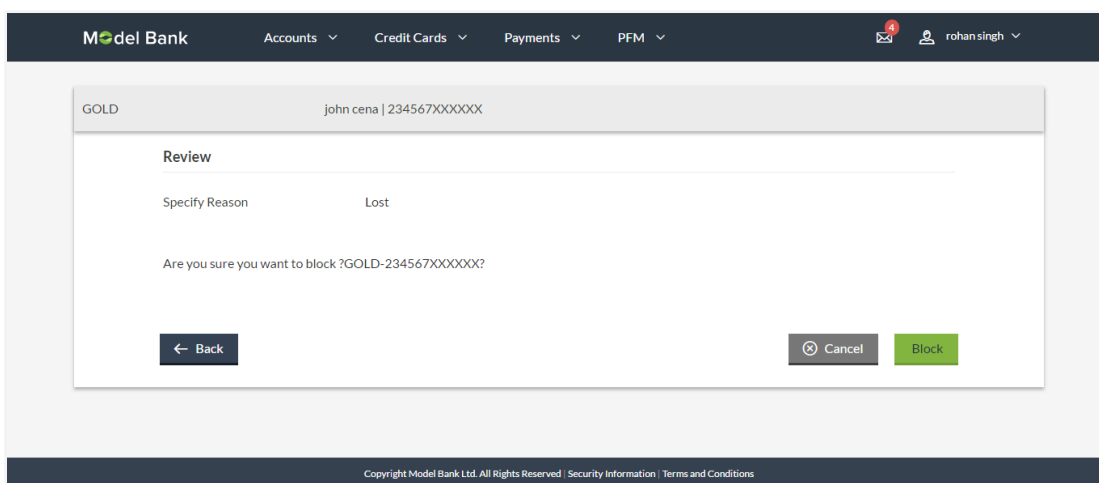 Model Bank Accounts Credit Cards Payments PFM 4 rohan singh
GOLD john cena | 234567XXXXXX
Review
Specify Reason Lost
Are you sure you want to block ?GOLD-234567XXXXXX?
Back Cancel Block
Copyright Model Bank Ltd. All Rights Reserved | Security Information | Terms and Conditions